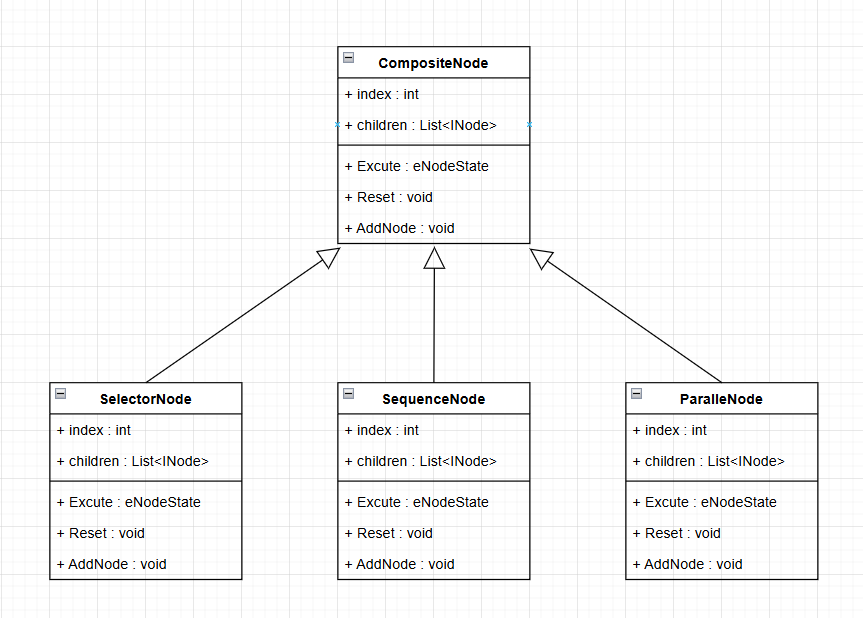 CompositeNode
+ index : int
+ children : List<INode>
+ Excute : eNodeState
+ Reset : void
+ AddNode : void
SelectorNode
+ index : int
+ children : List<INode>
+ Excute : eNodeState
+ Reset : void
+ AddNode : void
SequenceNode
+ index : int
+ children : List<INode>
+ Excute : eNodeState
+ Reset : void
+ AddNode : void
ParalleNode
+ index : int
+ children : List<INode>
+ Excute : eNodeState
+ Reset : void
+ AddNode : void